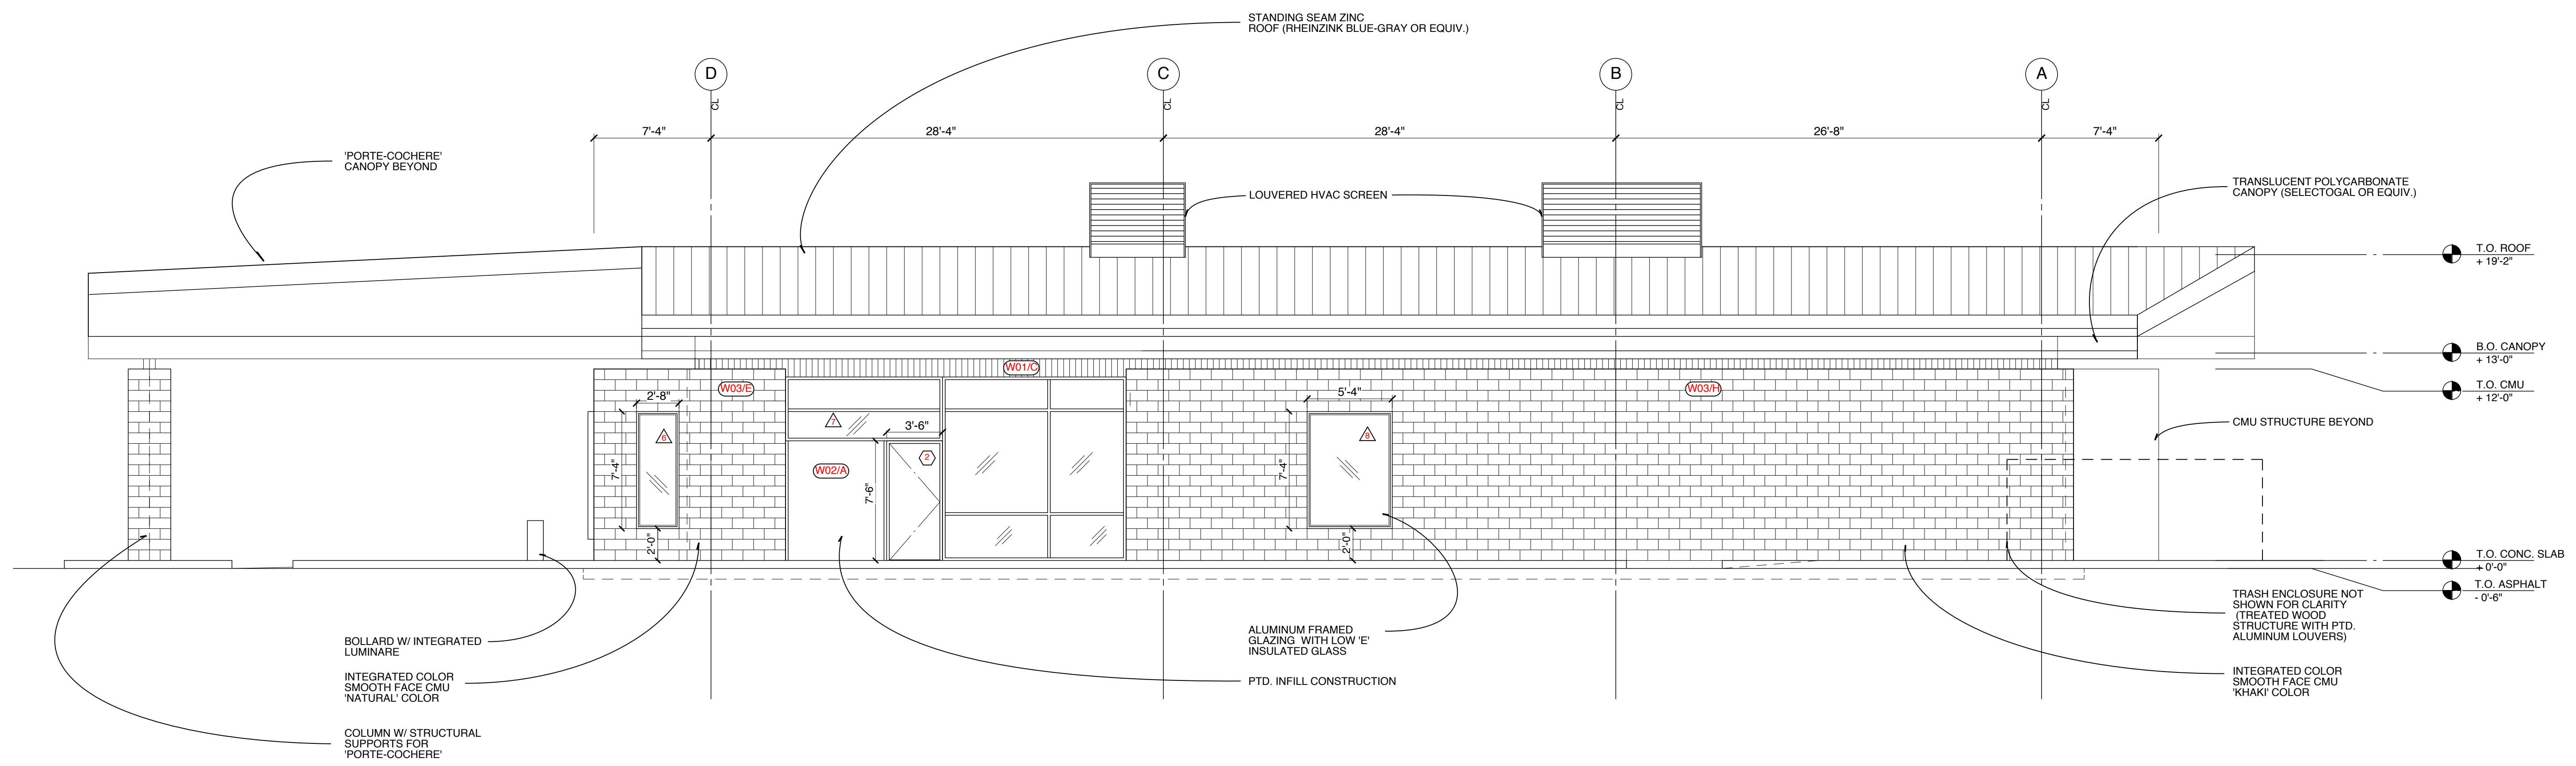 STANDING SEAM ZINC
ROOF (RHEINZINK BLUE-GRAY OR EQUIV.)
D
C
B
A
CL
CL
CL
CL
7'-4"
28'-4"
28'-4"
26'-8"
7'-4"
'PORTE-COCHERE'
CANOPY BEYOND
LOUVERED HVAC SCREEN
TRANSLUCENT POLYCARBONATE
CANOPY (SELECTOGAL OR EQUIV.)
T.O. ROOF
+ 19'-2"
B.O. CANOPY
+ 13'-0"
T.O. CMU
+ 12'-0"
W01/C
W03/E
W03/H
2'-8"
5'-4"
7
3'-6"
6
8
CMU STRUCTURE BEYOND
2
W02/A
7'-4"
7'-4"
7'-6"
2'-0"
2'-0"
T.O. CONC. SLAB
+ 0'-0"
T.O. ASPHALT
- 0'-6"
TRASH ENCLOSURE NOT
SHOWN FOR CLARITY
(TREATED WOOD
STRUCTURE WITH PTD.
ALUMINUM LOUVERS)
BOLLARD W/ INTEGRATED
LUMINARE
ALUMINUM FRAMED
GLAZING WITH LOW 'E'
INSULATED GLASS
INTEGRATED COLOR
SMOOTH FACE CMU
'NATURAL' COLOR
PTD. INFILL CONSTRUCTION
INTEGRATED COLOR
SMOOTH FACE CMU
'KHAKI' COLOR
COLUMN W/ STRUCTURAL
SUPPORTS FOR
'PORTE-COCHERE'